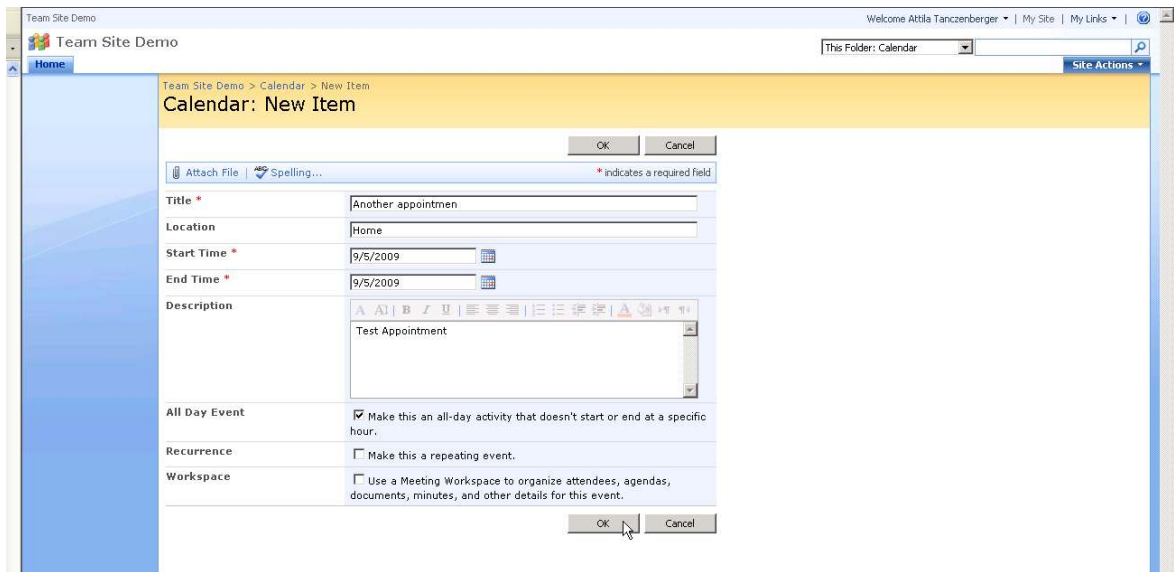 Team Site Demo
Welcome Attila Tanczenberger | My Site | My Links |
Team Site Demo
This Folder: Calendar
Home
Site Actions
Team Site Demo > Calendar > New Item
Calendar: New Item
OK Cancel
Attach File | ABC Spelling... * indicates a required field
Title * Another appointmen
Location Home
Start Time * 9/5/2009
End Time * 9/5/2009
Description
A A B I U A
Test Appointment
All Day Event Make this an all-day activity that doesn't start or end at a specific
hour.
Recurrence Make this a repeating event.
Workspace Use a Meeting Workspace to organize attendees, agendas,
documents, minutes, and other details for this event.
OK Cancel